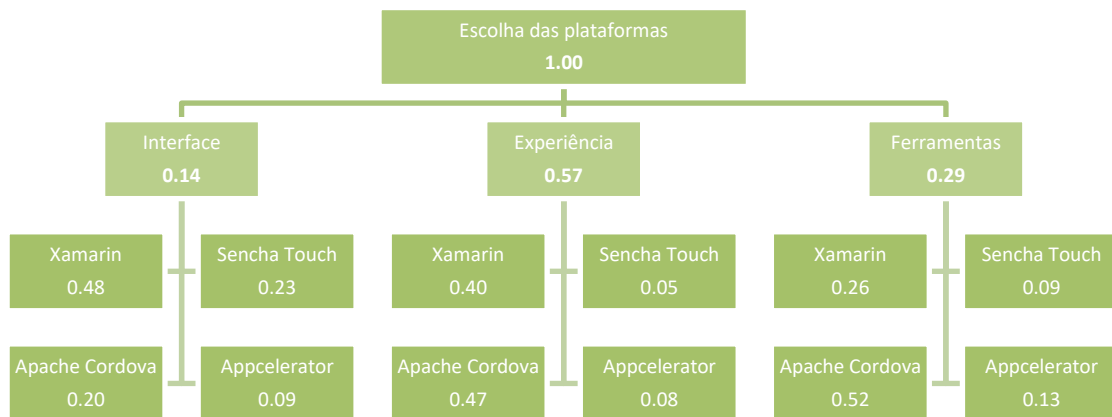 Escolha das plataformas
1.00
Interface
0.14
Experiência
0.57
Ferramentas
0.29
Xamarin
0.48
Sencha Touch
0.23
Xamarin
0.40
Sencha Touch
0.05
Xamarin
0.26
Sencha Touch
0.09
Apache Cordova
0.20
Appcelerator
0.09
Apache Cordova
0.47
Appcelerator
0.08
Apache Cordova
0.52
Appcelerator
0.13